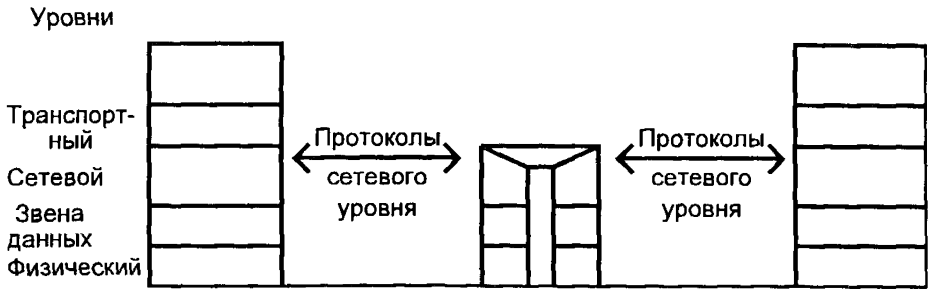 Уровни
Транспорт-
ный
Сетевой
Звена
данных
Физический
Протоколы
сетевого
уровня
Протоколы
сетевого
уровня